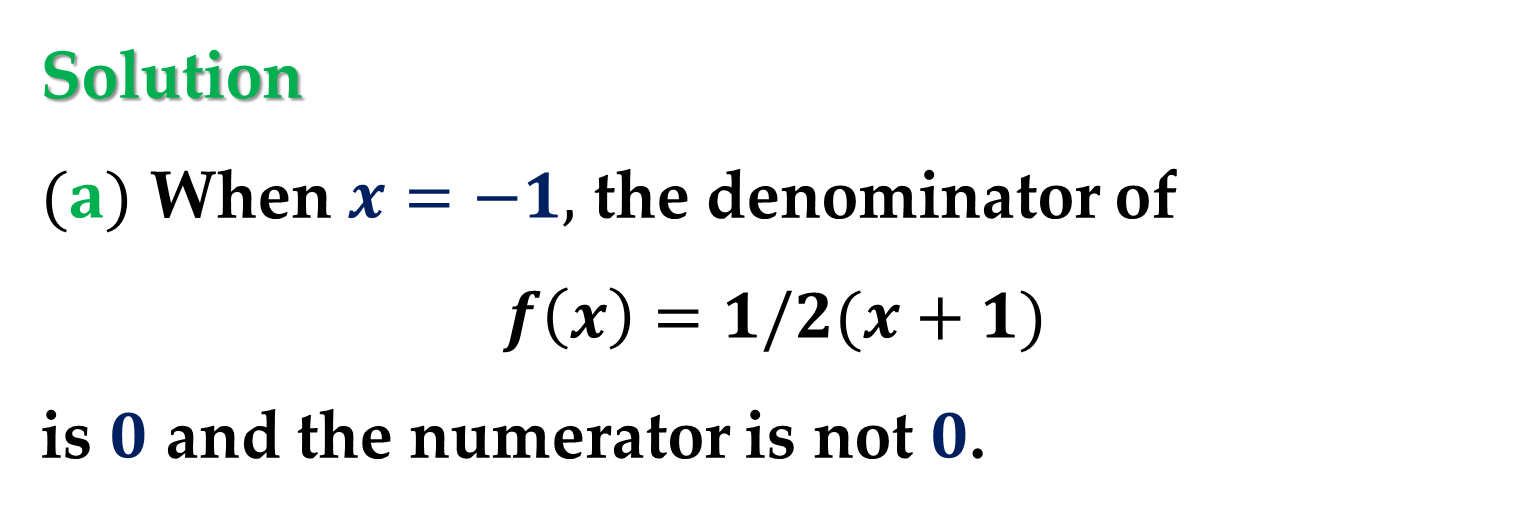 Solution
(a) When x = −1, the denominator of
f(x) = 1/2(x + 1)
is 0 and the numerator is not 0.